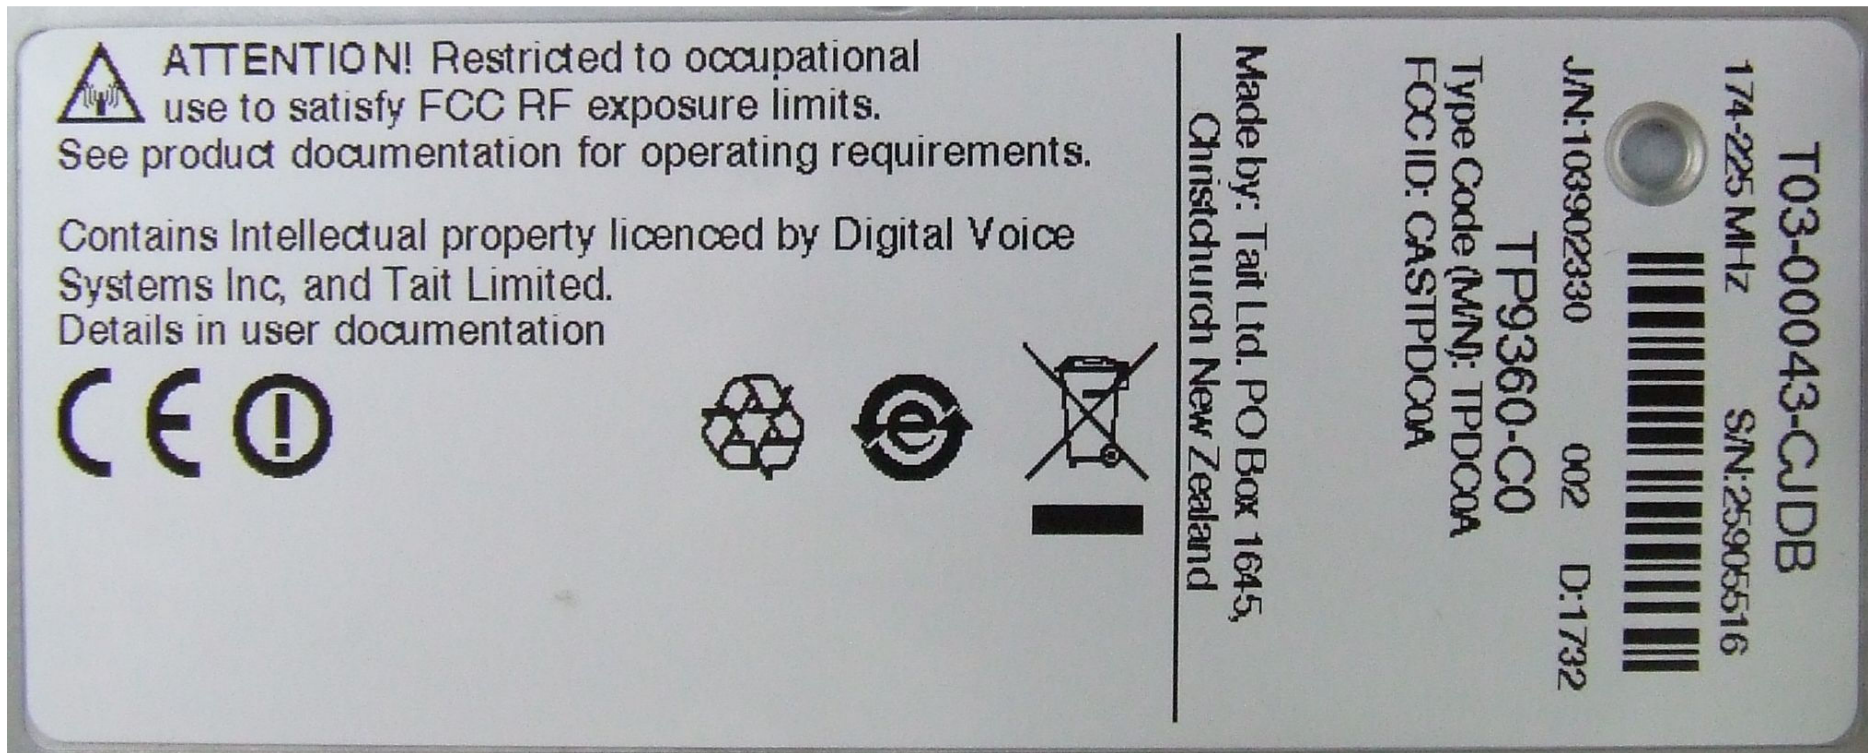 ATTENTION! Restricted to occupational
use to satisfy FCC RF exposure limits.
See product documentation for operating requirements.
Contains Intellectual property licenced by Digital Voice
Systems Inc, and Tait Limited.
Details in user documentation
CE
T03-00043-CJDB
174-225 MHz S/N:25905516
J/N:103902330 002 D:1732
TP9360-C0
Type Code (M/N): TPDC0A
FCC ID: CASTPDC0A
Made by: Tait Ltd. PO Box 1645,
Christchurch New Zealand